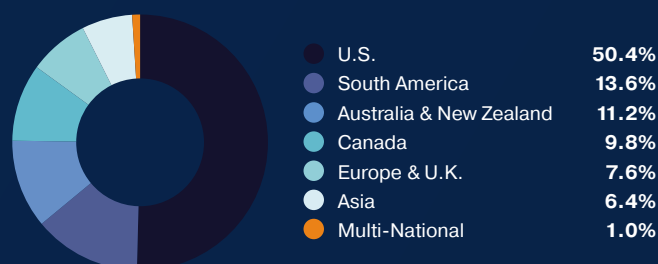 U.S. 50.4%
South America 13.6%
Australia & New Zealand 11.2%
Canada 9.8%
Europe & U.K. 7.6%
Asia 6.4%
Multi-National 1.0%